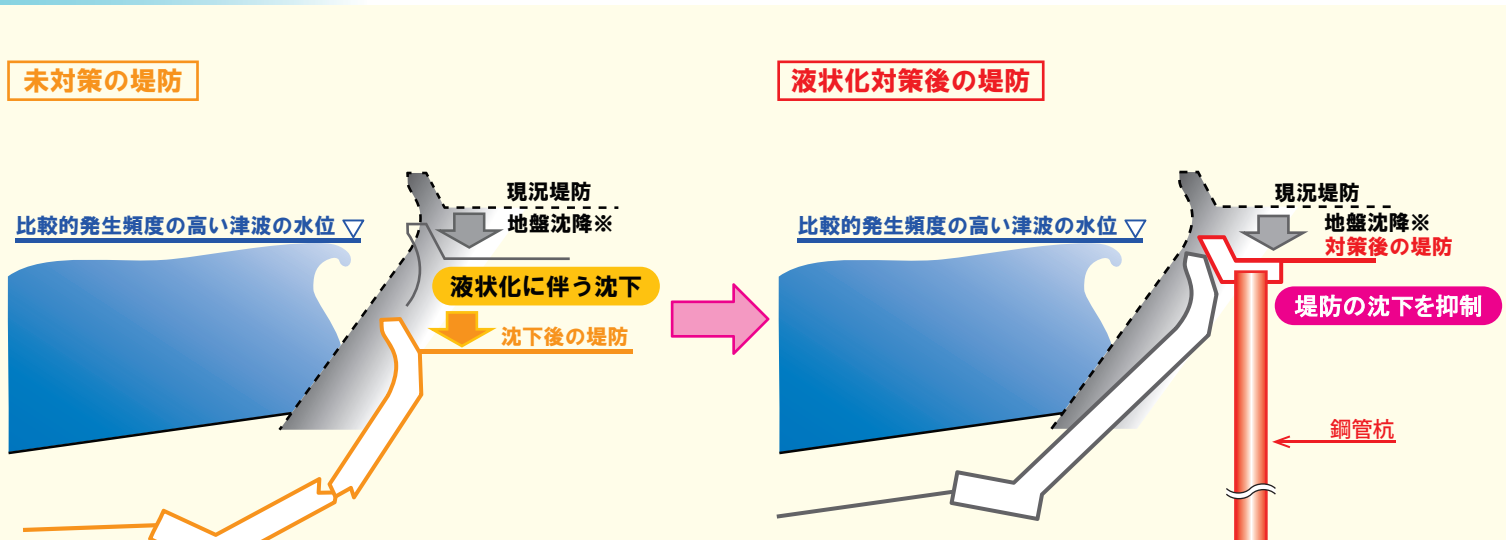 未対策の堤防
現況堤防
地盤沈降※
比較的発生頻度の高い津波の水位
液状化に伴う沈下
沈下後の堤防
液状化対策後の堤防
現況堤防
地盤沈降※
対策後の堤防
比較的発生頻度の高い津波の水位
堤防の沈下を抑制
鋼管杭